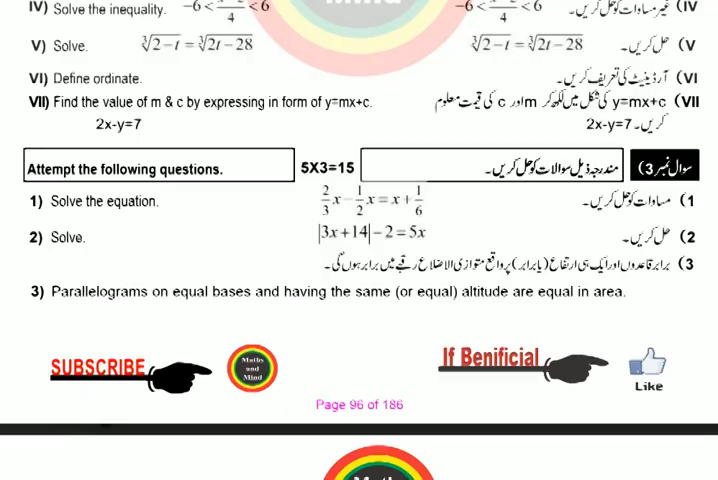 IV) Solve the inequality. -6 < 4 < 6 -6 < 4 < 6 IV) غیر مساوات کو حل کریں۔
V) Solve. ∛2 – t = ∛2t – 28 ∛2 – t = ∛2t – 28 V) حل کریں۔
VI) Define ordinate. VI) آرڈینیٹ کی تعریف کریں۔
VII) Find the value of m & c by expressing in form of y=mx+c. VII) y=mx+c کی شکل میں لکھ کر m اور c کی قیمت معلوم
2x-y=7 کریں۔ 2x-y=7
Attempt the following questions. 5X3=15 مندرجہ ذیل سوالات کو حل کریں۔ سوال نمبر 3)
1) Solve the equation. 2/3 x – 1/2 x = x + 1/6 1) مساوات کو حل کریں۔
2) Solve. |3x + 14| – 2 = 5x 2) حل کریں۔
3) برابر قاعدوں اور ایک ہی ارتفاع (یا برابر) پر واقع متوازی الاضلاع رقبے میں برابر ہوں گی۔
3) Parallelograms on equal bases and having the same (or equal) altitude are equal in area.
SUBSCRIBE
Maths
and
Mind
If Benificial
Like
Page 96 of 186